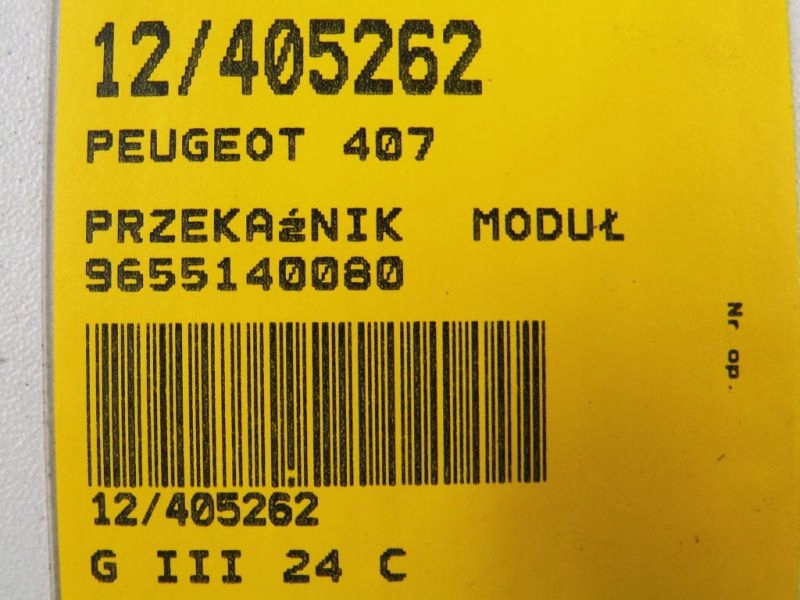 12/405262
PEUGEOT 407
PRZEKAźNIK MODUŁ
9655140080
Nr op.
12/405262
G III 24 C